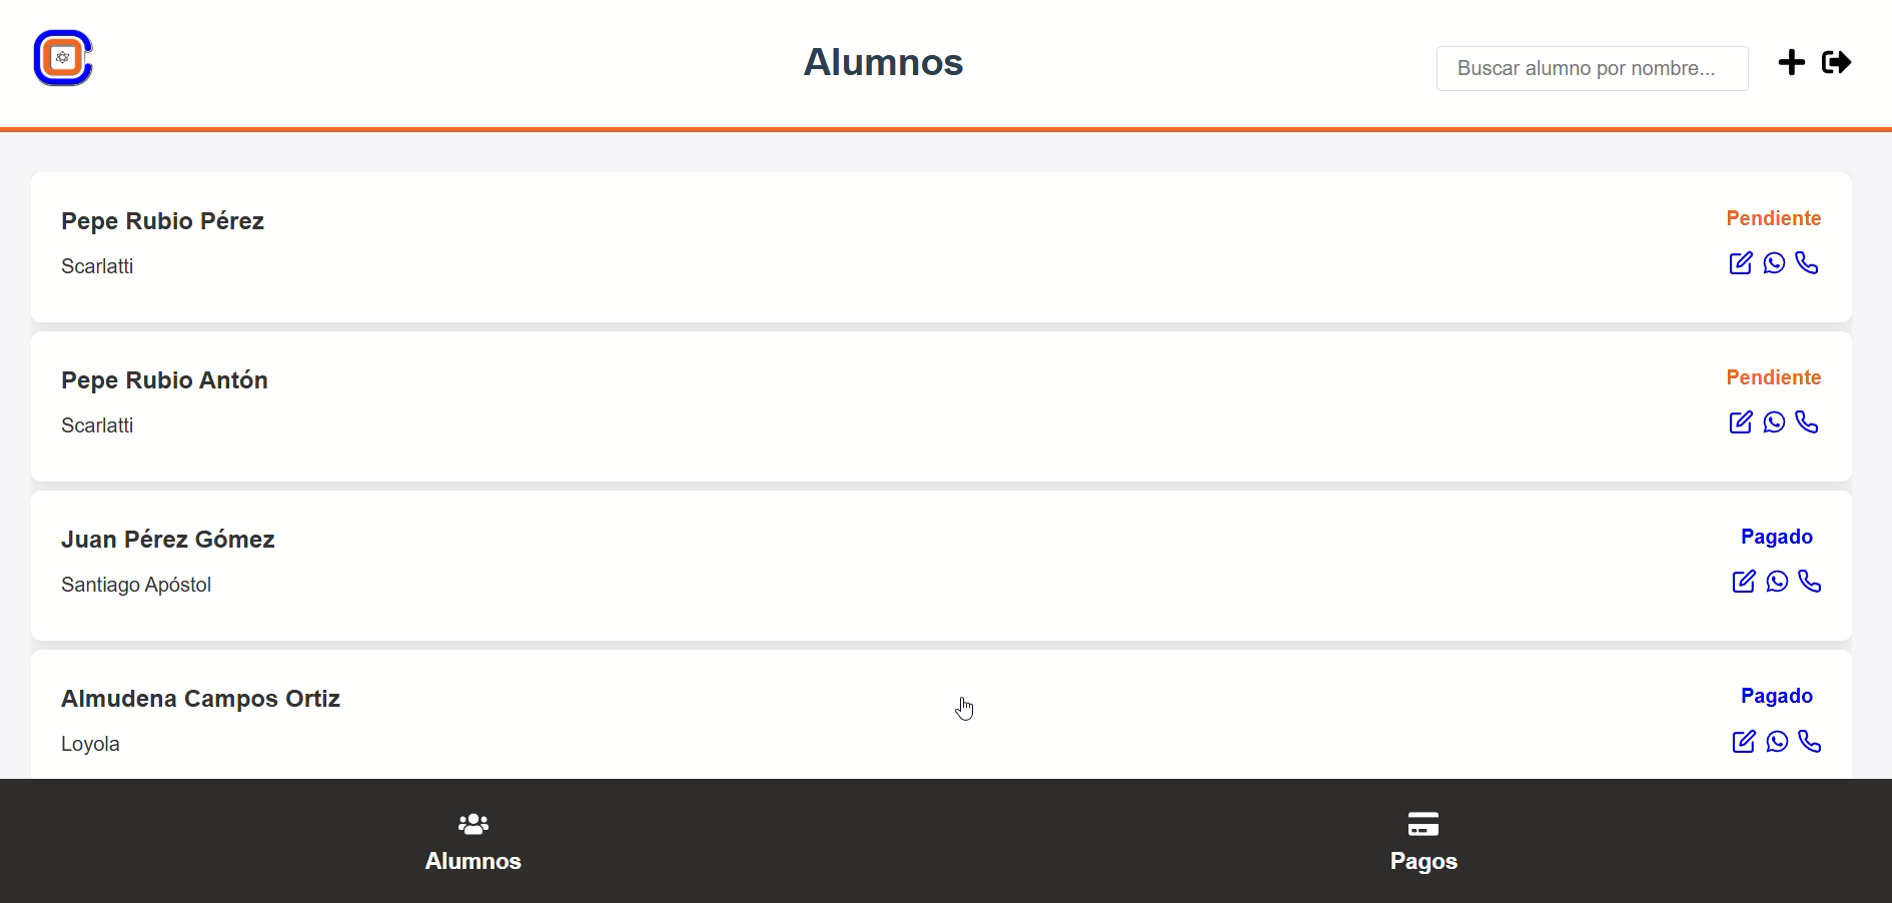 Alumnos
Buscar alumno por nombre...
Pepe Rubio Pérez
Pendiente
Scarlatti
Pepe Rubio Antón
Pendiente
Scarlatti
Juan Pérez Gómez
Pagado
Santiago Apóstol
Almudena Campos Ortiz
Pagado
Loyola
Alumnos
Pagos